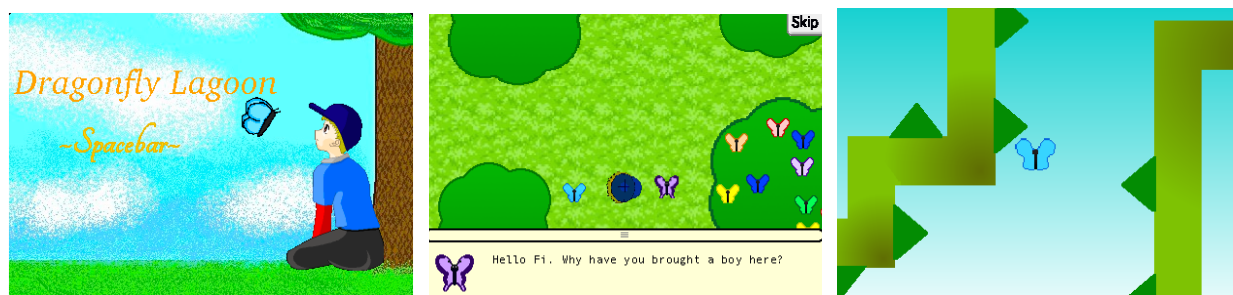 Dragonfly Lagoon
~Spacebar~
Skip
Hello Fi. Why have you brought a boy here?